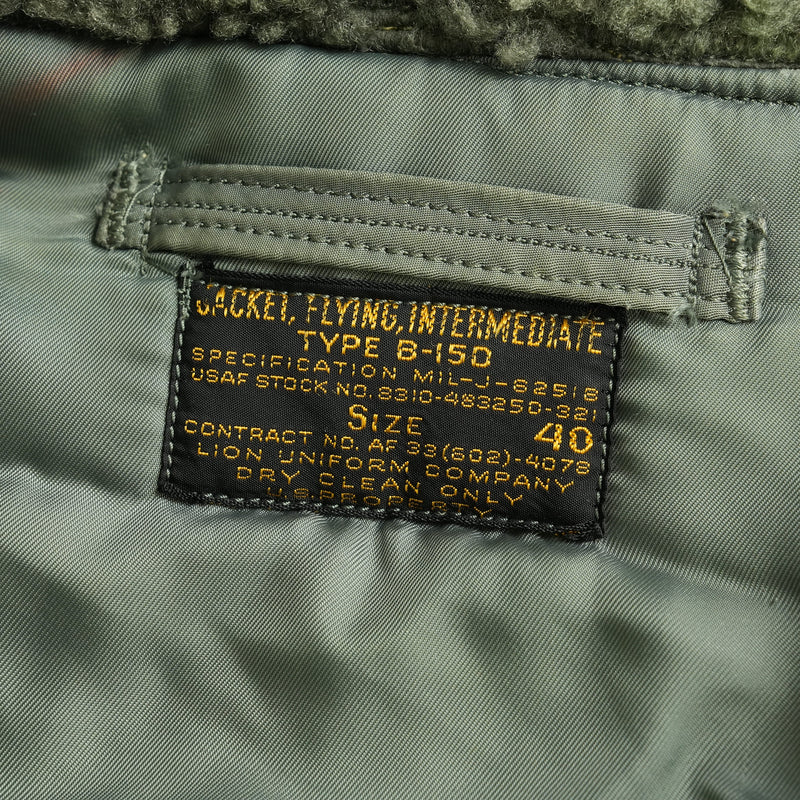 JACKET, FLYING, INTERMEDIATE
TYPE B-15D
SPECIFICATION MIL-J-82518
USAF STOCK NO. 8310-483250-321
SIZE 40
CONTRACT NO. AF 33(602)-4078
LION UNIFORM COMPANY
DRY CLEAN ONLY
U.S. PROPERTY